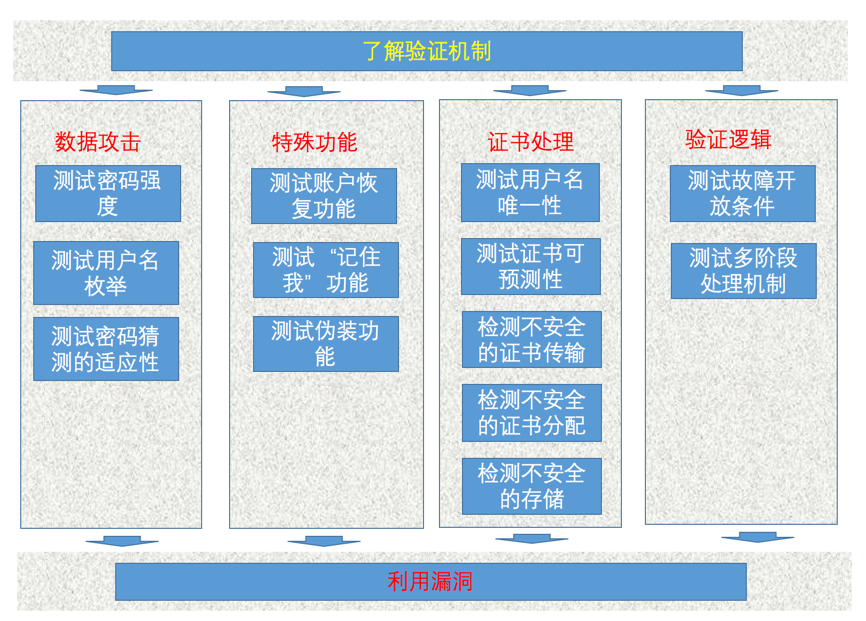 了解验证机制
数据攻击
测试密码强
度
测试用户名
枚举
测试密码猜
测的适应性
特殊功能
测试账户恢
复功能
测试 “记住
我” 功能
测试伪装功
能
证书处理
测试用户名
唯一性
测试证书可
预测性
检测不安全
的证书传输
检测不安全
的证书分配
检测不安全
的存储
验证逻辑
测试故障开
放条件
测试多阶段
处理机制
利用漏洞